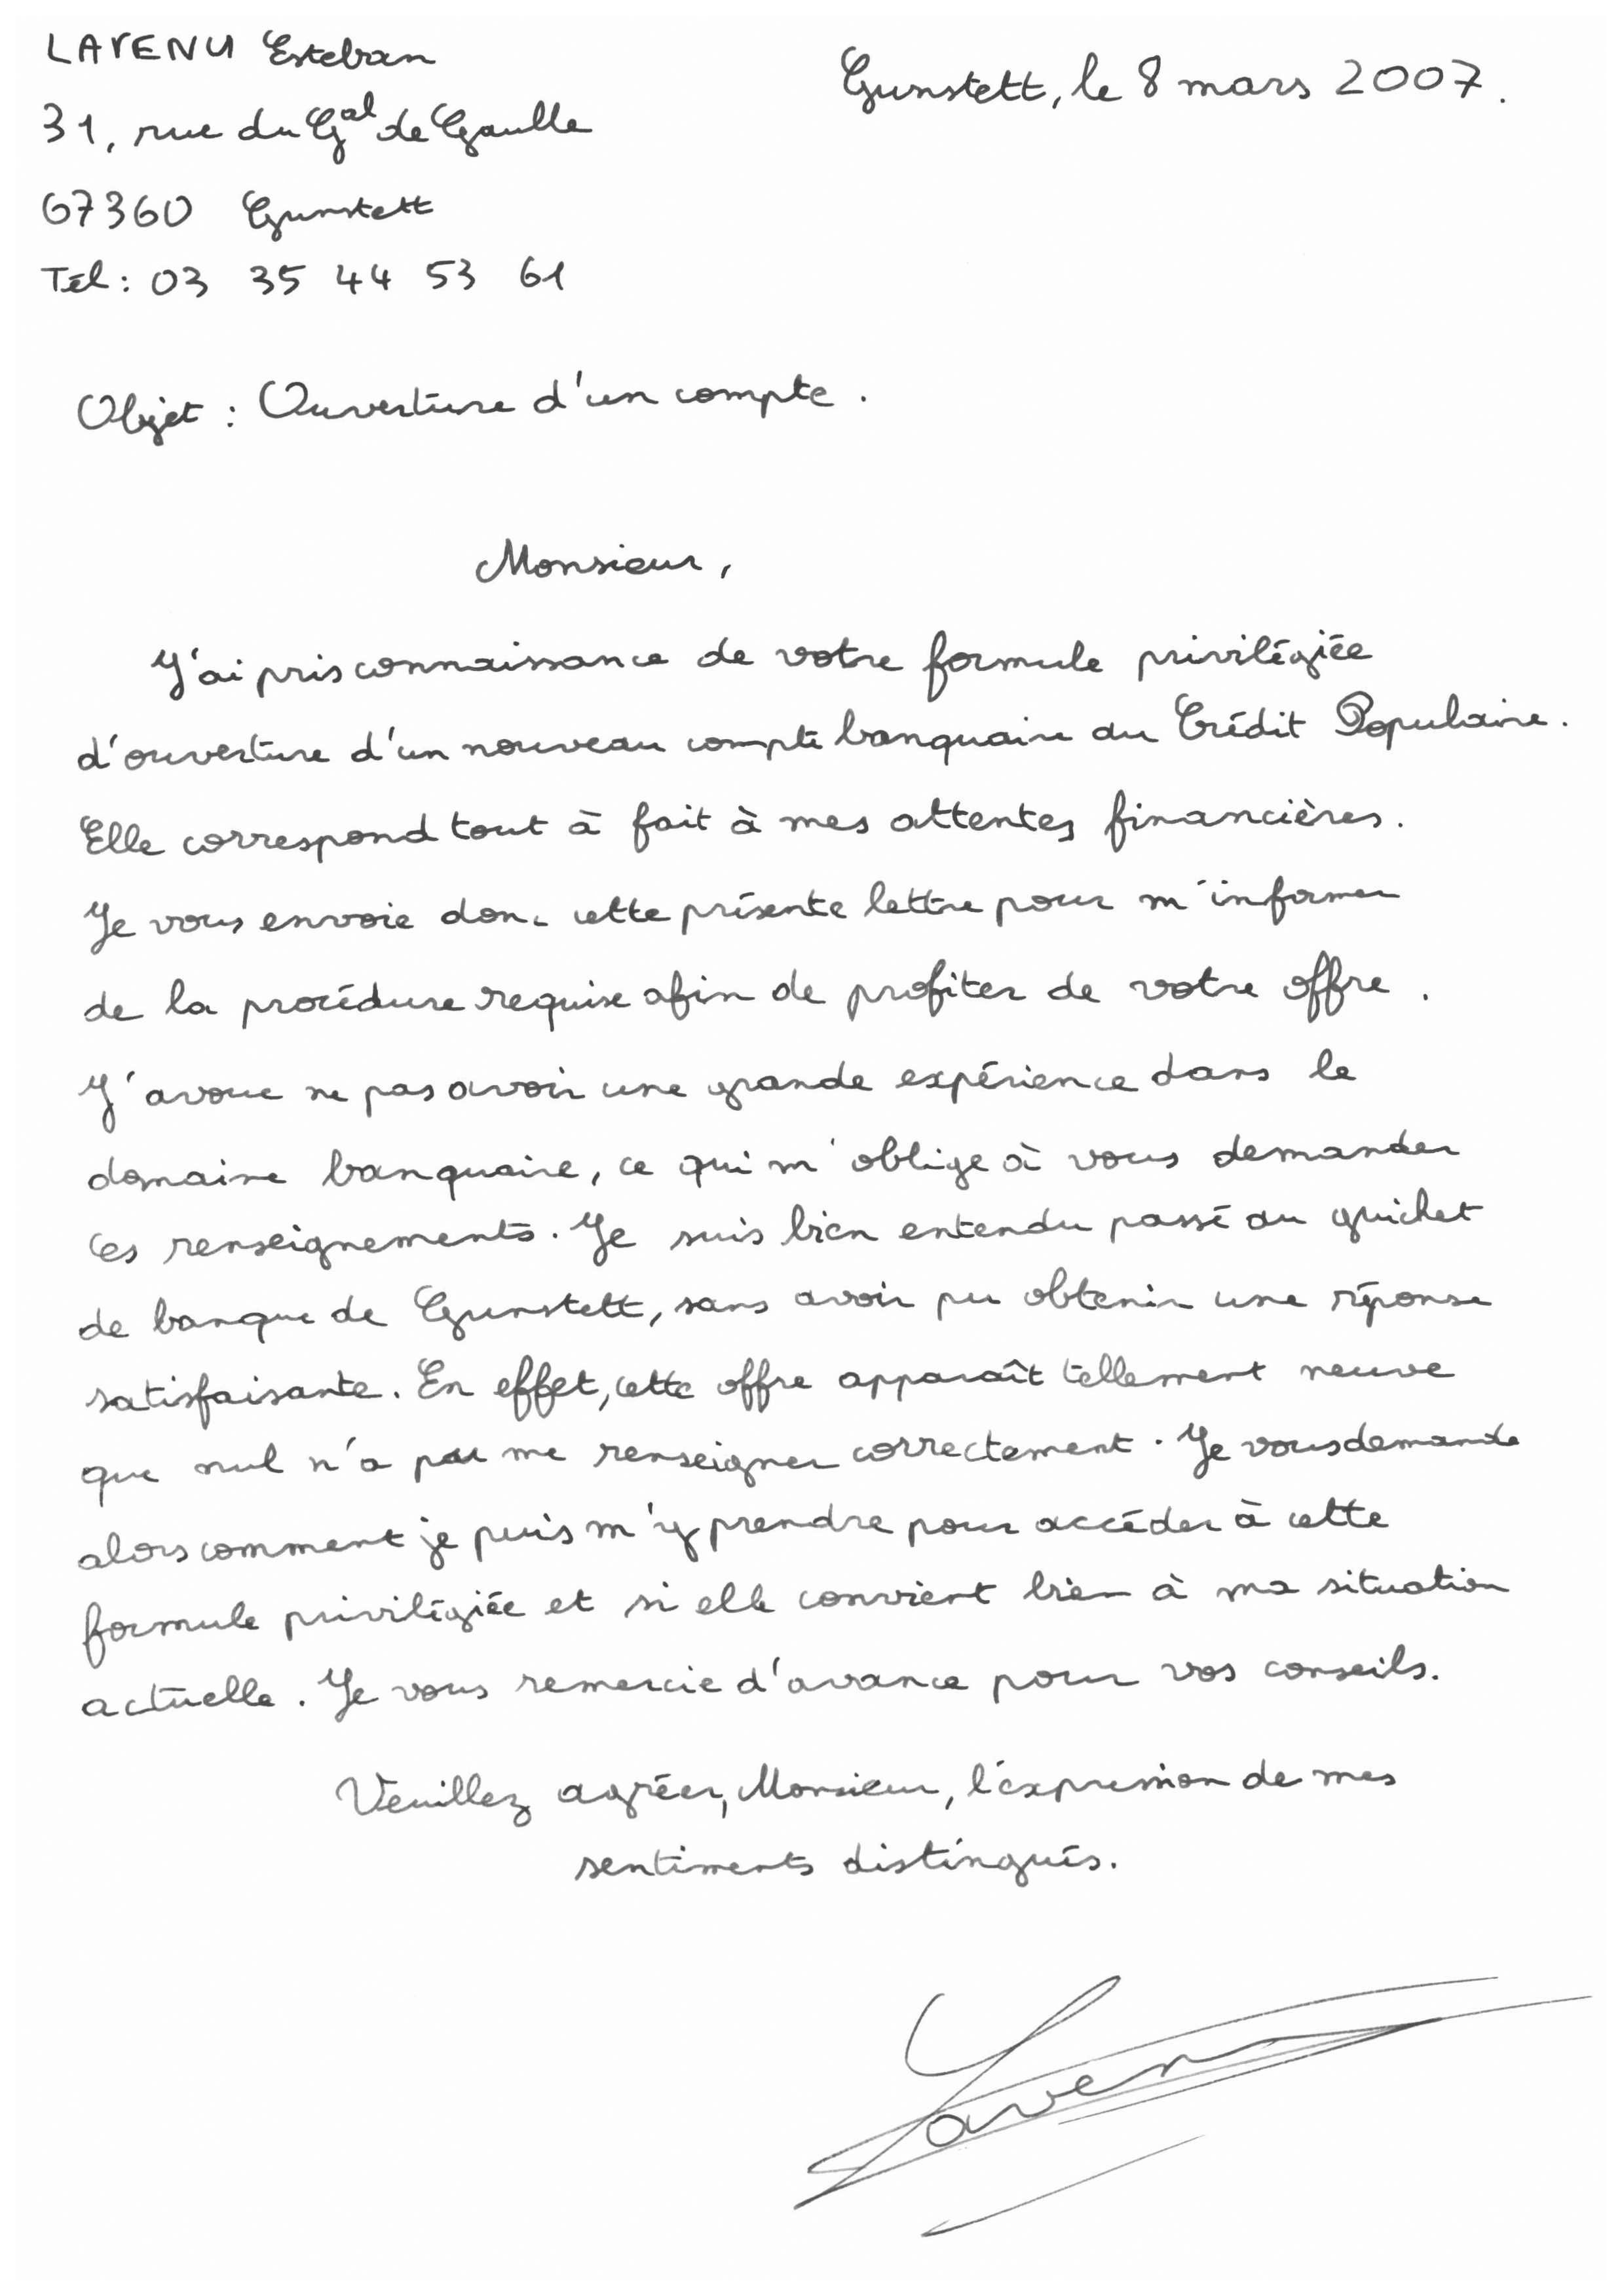 LAVENU Esteban
Gunstett, le 8 mars 2007.
31, rue du Gal de Gaulle
67360 Gunstett
Tél : 03 35 44 53 61
Objet : Ouverture d'un compte.
Monsieur,
J'ai pris connaissance de votre formule privilégiée
d'ouverture d'un nouveau compte banquaire au Crédit Populaire.
Elle correspond tout à fait à mes attentes financières.
Je vous envoie donc cette présente lettre pour m'informer
de la procédure requise afin de profiter de votre offre.
J'avoue ne pas avoir une grande expérience dans le
domaine banquaire, ce qui m'oblige à vous demander
ces renseignements. Je suis bien entendu passé au guichet
de banque de Gunstett, sans avoir pu obtenir une réponse
satisfaisante. En effet, cette offre apparaît tellement neuve
que nul n'a pu me renseigner correctement. Je vous demande
alors comment je puis m'y prendre pour accéder à cette
formule privilégiée et si elle convient bien à ma situation
actuelle. Je vous remercie d'avance pour vos conseils.
Veuillez agréer, Monsieur, l'expression de mes
sentiments distingués.
Lavenu